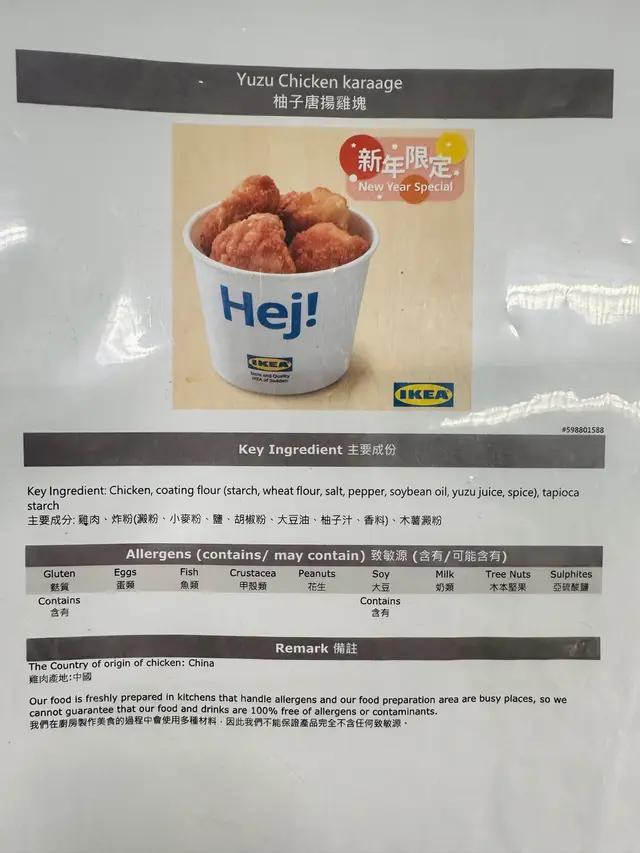 Yuzu Chicken karaage
柚子唐揚雞塊
新年限定
New Year Special
Hej!
IKEA
IKEA
#598801588
Key Ingredient 主要成份
Key Ingredient: Chicken, coating flour (starch, wheat flour, salt, pepper, soybean oil, yuzu juice, spice), tapioca
starch
主要成分: 雞肉、炸粉(澱粉、小麥粉、鹽、胡椒粉、大豆油、柚子汁、香料)、木薯澱粉
Allergens (contains/ may contain) 致敏源 (含有/可能含有)
Gluten Eggs Fish Crustacea Peanuts Soy Milk Tree Nuts Sulphites
麩質 蛋類 魚類 甲殼類 花生 大豆 奶類 木本堅果 亞硫酸鹽
Contains Contains
含有 含有
Remark 備註
The Country of origin of chicken: China
雞肉產地:中國
Our food is freshly prepared in kitchens that handle allergens and our food preparation area are busy places, so we
cannot guarantee that our food and drinks are 100% free of allergens or contaminants.
我們在廚房製作美食的過程中會使用多種材料，因此我們不能保證產品完全不含任何致敏源。